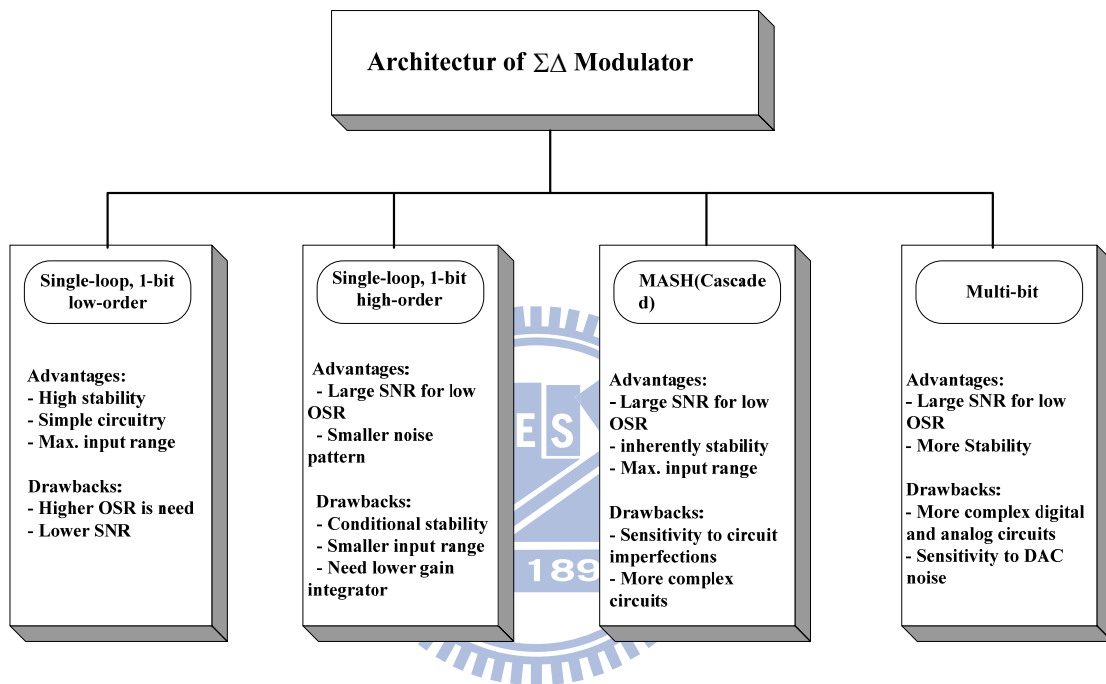 Architectur of ΣΔ Modulator
Single-loop, 1-bit
low-order
Advantages:
- High stability
- Simple circuitry
- Max. input range
Drawbacks:
- Higher OSR is need
- Lower SNR
Single-loop, 1-bit
high-order
Advantages:
- Large SNR for low
OSR
- Smaller noise
pattern
Drawbacks:
- Conditional stability
- Smaller input range
- Need lower gain
integrator
MASH(Cascade
d)
Advantages:
- Large SNR for low
OSR
- inherently stability
- Max. input range
Drawbacks:
- Sensitivity to circuit
imperfections
- More complex
circuits
Multi-bit
Advantages:
- Large SNR for low
OSR
- More Stability
Drawbacks:
- More complex digital
and analog circuits
- Sensitivity to DAC
noise
ES
189